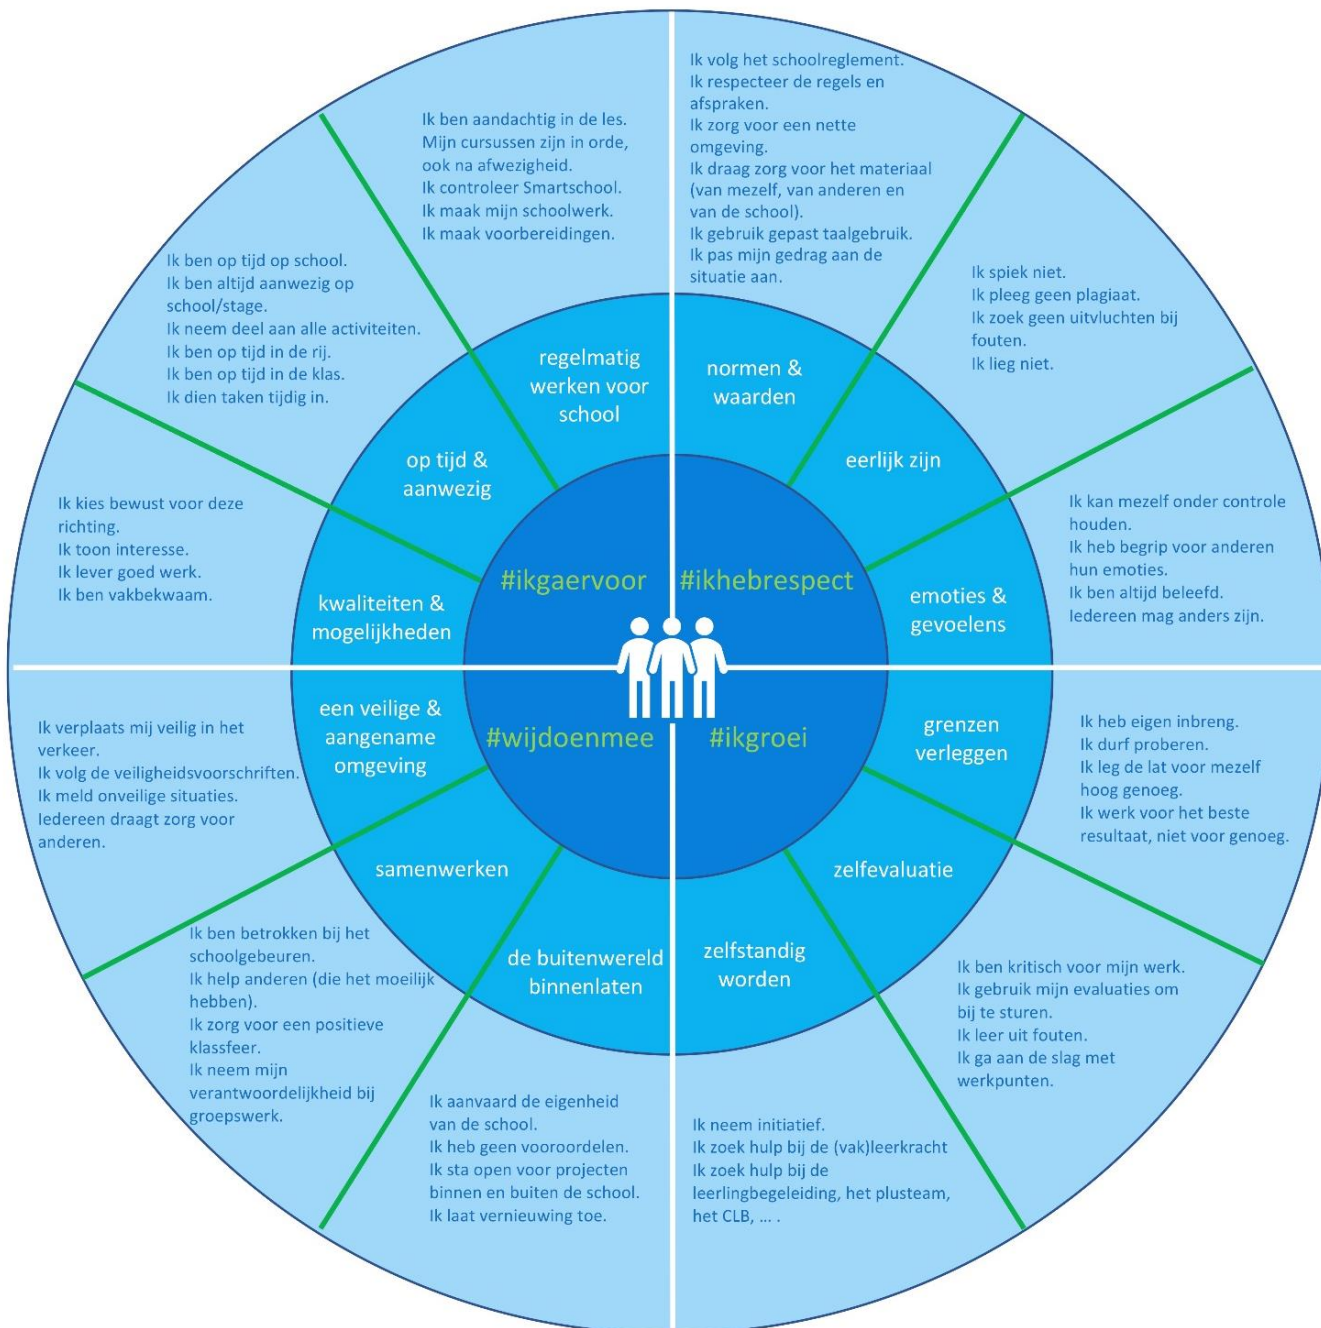 Ik volg het schoolreglement.
Ik respecteer de regels en
afspraken.
Ik zorg voor een nette
omgeving.
Ik draag zorg voor het materiaal
(van mezelf, van anderen en
van de school).
Ik gebruik gepast taalgebruik.
Ik pas mijn gedrag aan de
situatie aan.
Ik spiek niet.
Ik pleeg geen plagiaat.
Ik zoek geen uitvluchten bij
fouten.
Ik lieg niet.
Ik kan mezelf onder controle
houden.
Ik heb begrip voor anderen
hun emoties.
Ik ben altijd beleefd.
Iedereen mag anders zijn.
Ik heb eigen inbreng.
Ik durf proberen.
Ik leg de lat voor mezelf
hoog genoeg.
Ik werk voor het beste
resultaat, niet voor genoeg.
Ik ben kritisch voor mijn werk.
Ik gebruik mijn evaluaties om
bij te sturen.
Ik leer uit fouten.
Ik ga aan de slag met
werkpunten.
Ik neem initiatief.
Ik zoek hulp bij de (vak)leerkracht
Ik zoek hulp bij de
leerlingbegeleiding, het plusteam,
het CLB, ... .
Ik aanvaard de eigenheid
van de school.
Ik heb geen vooroordelen.
Ik sta open voor projecten
binnen en buiten de school.
Ik laat vernieuwing toe.
Ik ben betrokken bij het
schoolgebeuren.
Ik help anderen (die het moeilijk
hebben).
Ik zorg voor een positieve
klassfeer.
Ik neem mijn
verantwoordelijkheid bij
groepswerk.
Ik verplaats mij veilig in het
verkeer.
Ik volg de veiligheidsvoorschriften.
Ik meld onveilige situaties.
Iedereen draagt zorg voor
anderen.
Ik kies bewust voor deze
richting.
Ik toon interesse.
Ik lever goed werk.
Ik ben vakbekwaam.
Ik ben op tijd op school.
Ik ben altijd aanwezig op
school/stage.
Ik neem deel aan alle activiteiten.
Ik ben op tijd in de rij.
Ik ben op tijd in de klas.
Ik dien taken tijdig in.
Ik ben aandachtig in de les.
Mijn cursussen zijn in orde,
ook na afwezigheid.
Ik controleer Smartschool.
Ik maak mijn schoolwerk.
Ik maak voorbereidingen.
normen &
waarden
eerlijk zijn
emoties &
gevoelens
grenzen
verleggen
zelfevaluatie
zelfstandig
worden
de buitenwereld
binnenlaten
samenwerken
een veilige &
aangename
omgeving
kwaliteiten &
mogelijkheden
op tijd &
aanwezig
regelmatig
werken voor
school
#ikgaervoor
#ikhebrespect
#wijdoenmee
#ikgroei